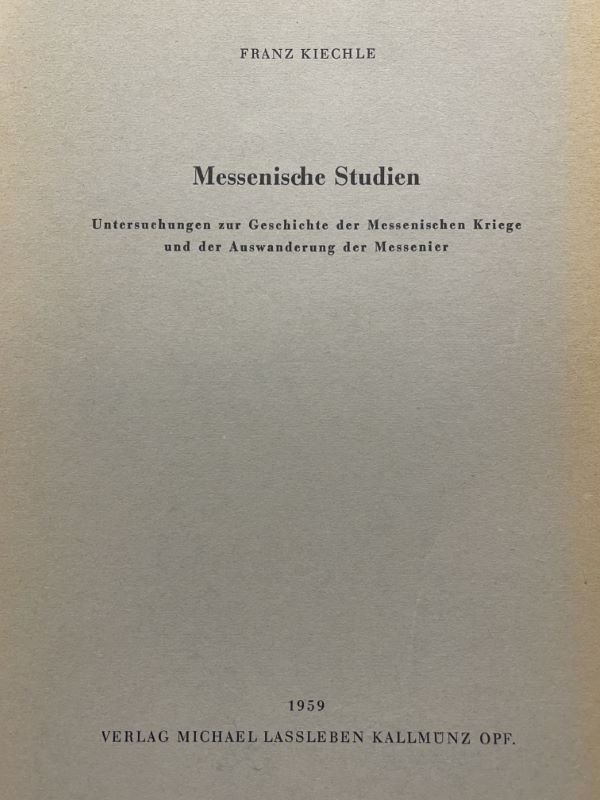 FRANZ KIECHLE
Messenische Studien
Untersuchungen zur Geschichte der Messenischen Kriege
und der Auswanderung der Messenier
1959
VERLAG MICHAEL LASSLEBEN KALLMÜNZ OPF.